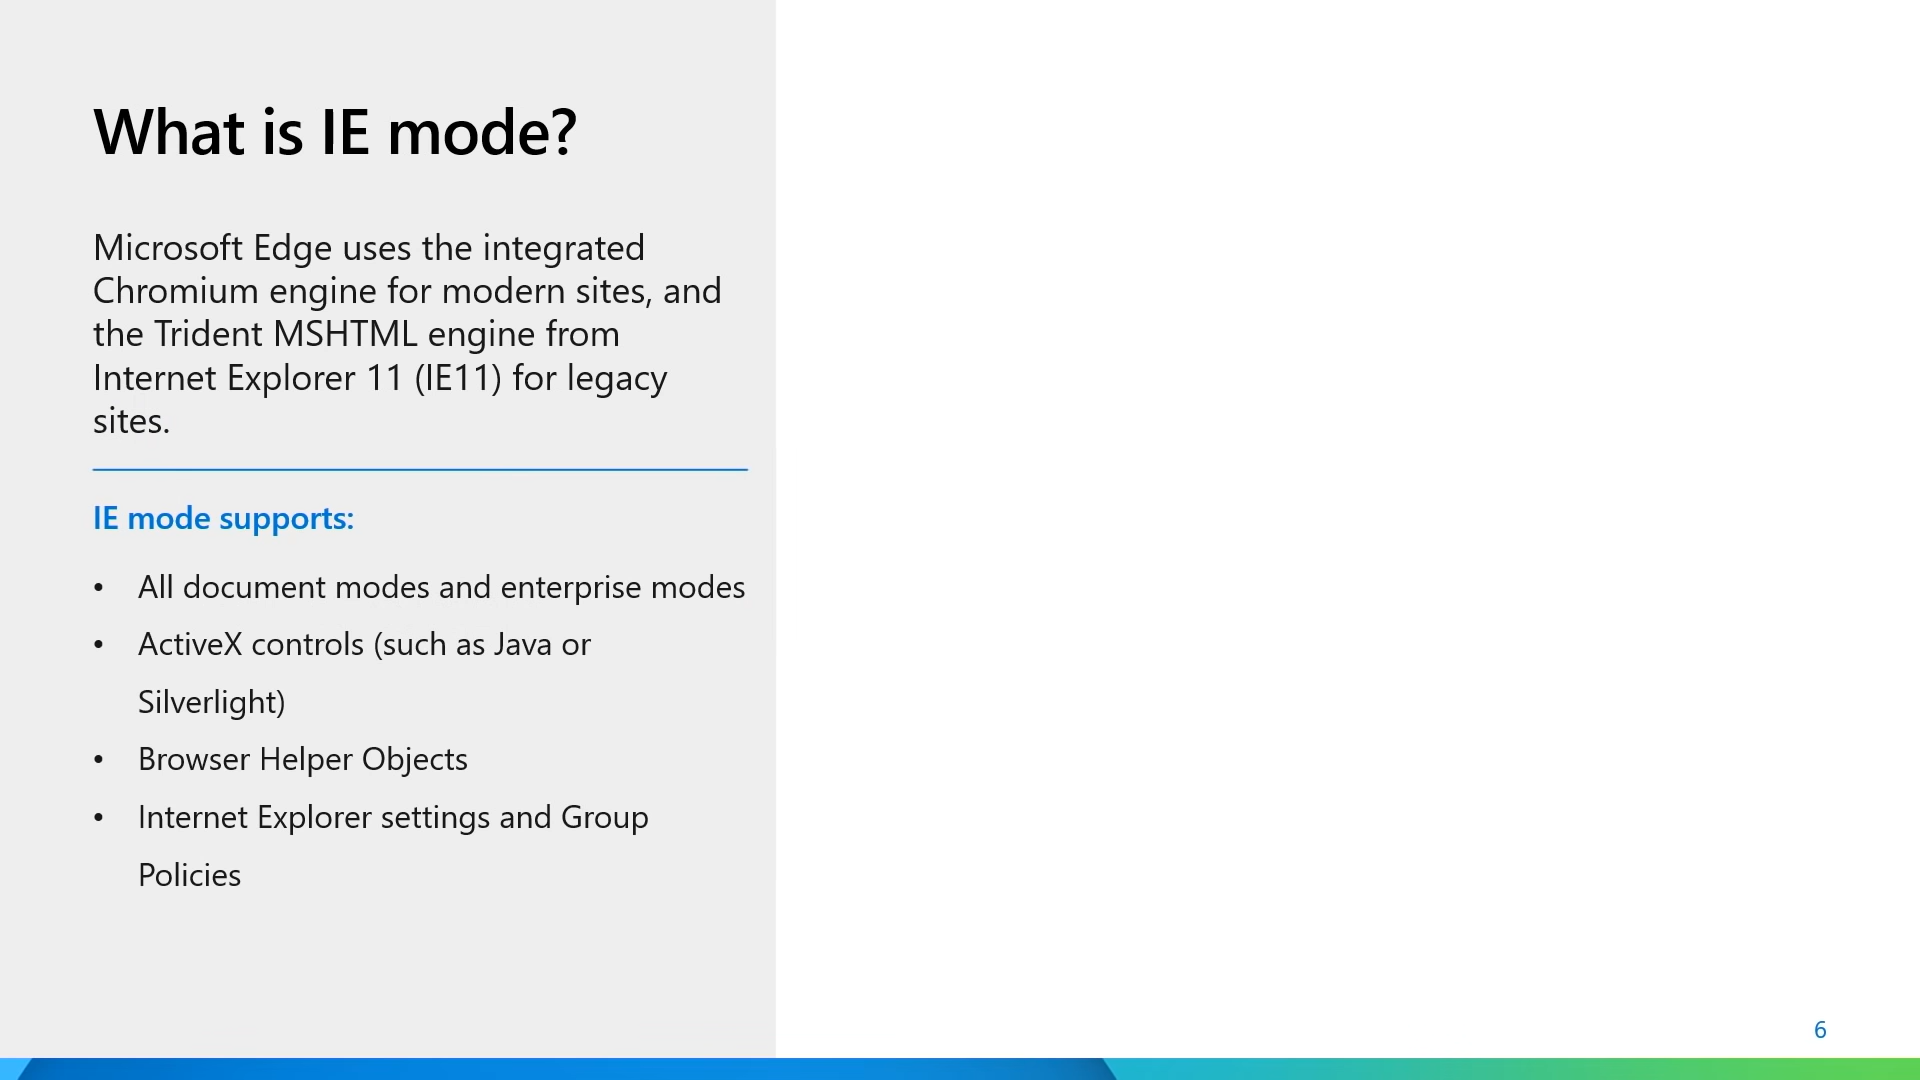 What is IE mode?
Microsoft Edge uses the integrated
Chromium engine for modern sites, and
the Trident MSHTML engine from
Internet Explorer 11 (IE11) for legacy
sites.
IE mode supports:
• All document modes and enterprise modes
• ActiveX controls (such as Java or
Silverlight)
• Browser Helper Objects
• Internet Explorer settings and Group
Policies
6